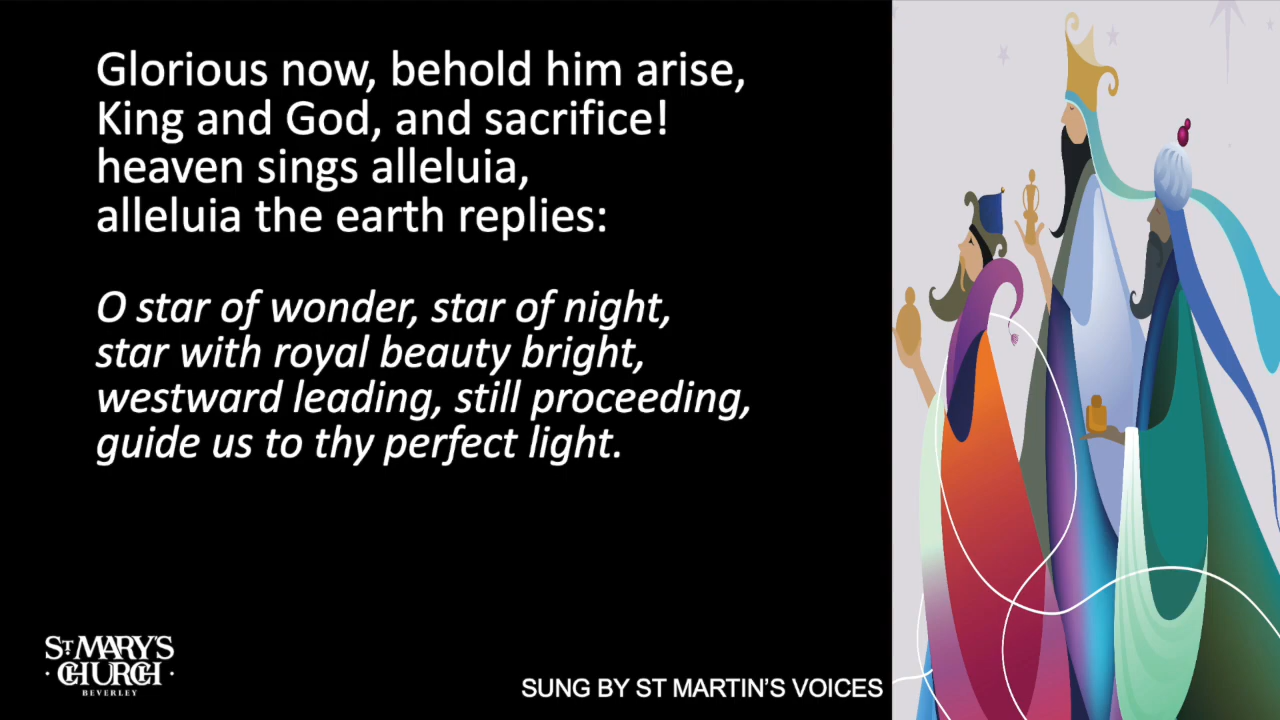 Glorious now, behold him arise,
King and God, and sacrifice!
heaven sings alleluia,
alleluia the earth replies:
O star of wonder, star of night,
star with royal beauty bright,
westward leading, still proceeding,
guide us to thy perfect light.
ST MARY'S
· CHURCH ·
BEVERLEY
SUNG BY ST MARTIN'S VOICES